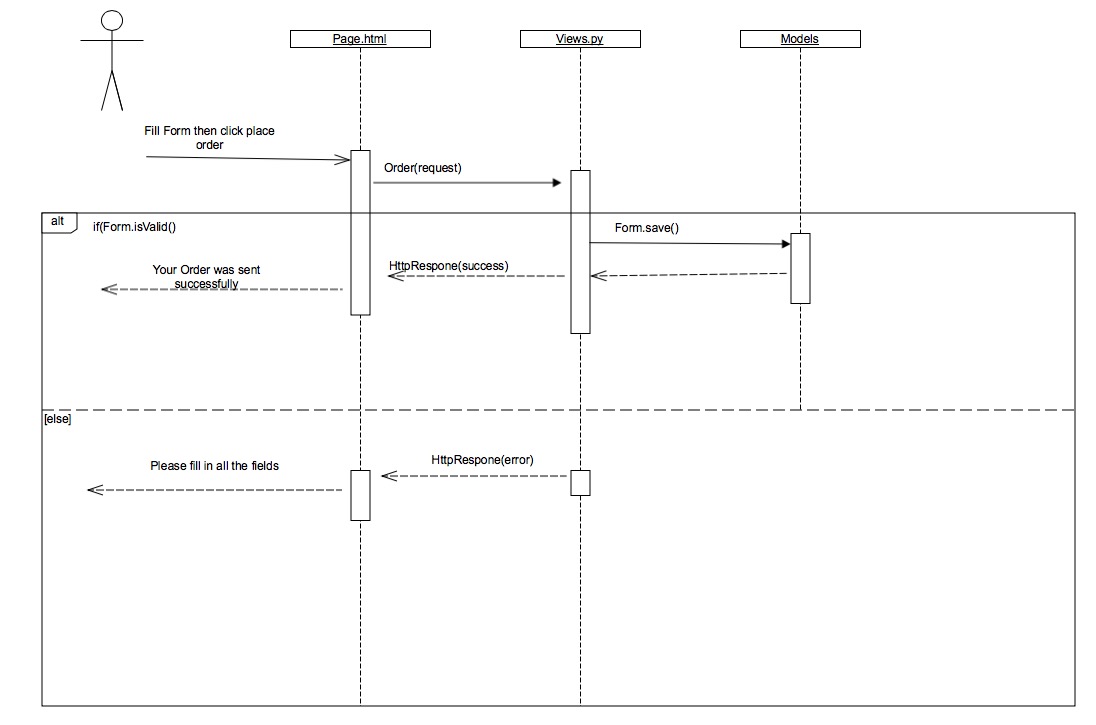 Page.html
Views.py
Models
Fill Form then click place
order
Order(request)
alt
if(Form.isValid()
Form.save()
HttpRespone(success)
Your Order was sent
successfully
[else]
HttpRespone(error)
Please fill in all the fields